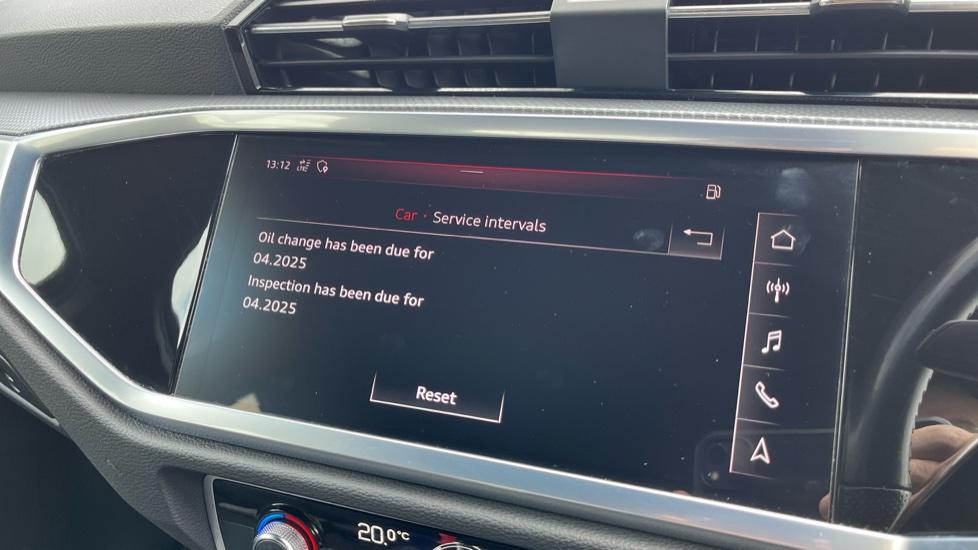 13:12 LTE
Car · Service intervals
Oil change has been due for
04.2025
Inspection has been due for
04.2025
Reset
20.0°C